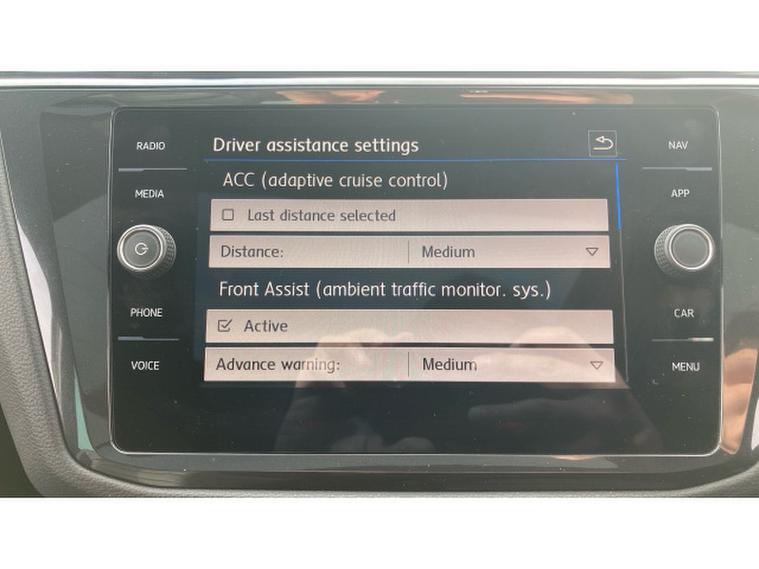 RADIO
MEDIA
PHONE
VOICE
Driver assistance settings
ACC (adaptive cruise control)
Last distance selected
Distance: Medium
Front Assist (ambient traffic monitor. sys.)
Active
Advance warning: Medium
NAV
APP
CAR
MENU